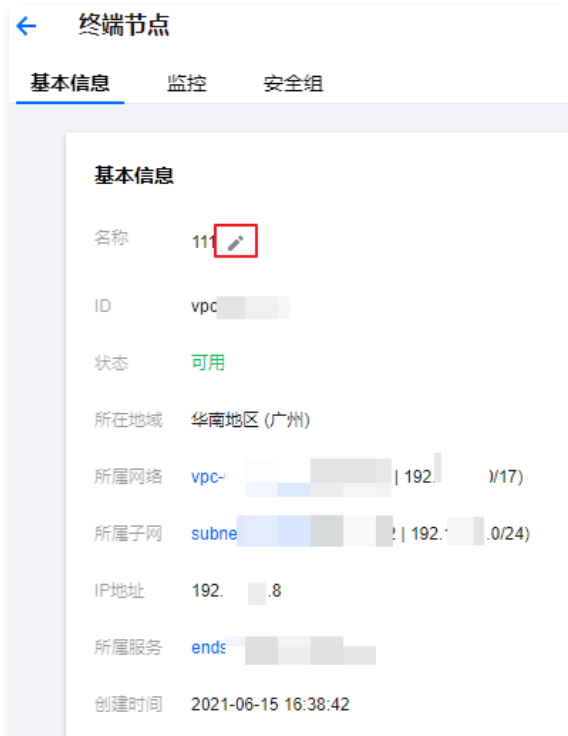 终端节点
基本信息 监控 安全组
基本信息
名称 111
ID vpc
状态 可用
所在地域 华南地区 (广州)
所属网络 vpc- | 192. )/17)
所属子网 subne | 192. .0/24)
IP地址 192. .8
所属服务 ends
创建时间 2021-06-15 16:38:42